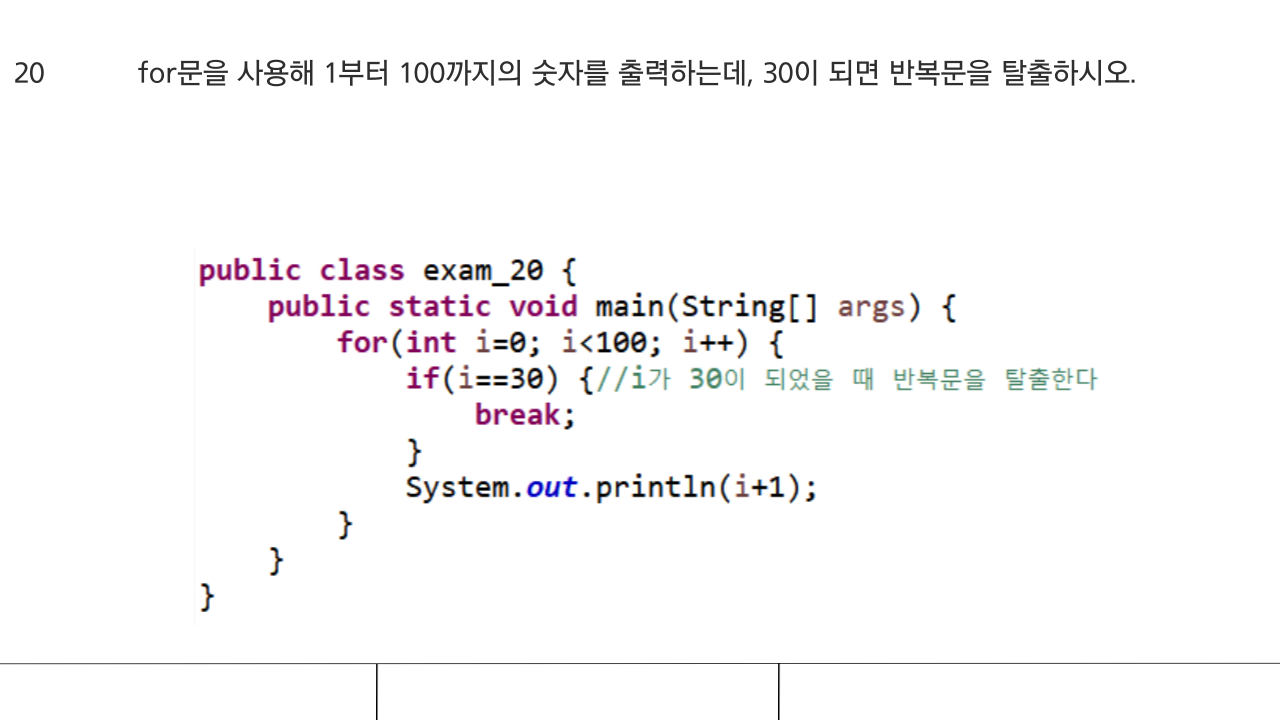 20 for문을 사용해 1부터 100까지의 숫자를 출력하는데, 30이 되면 반복문을 탈출하시오.
public class exam_20 {
    public static void main(String[] args) {
        for(int i=0; i<100; i++) {
            if(i==30) {//i가 30이 되었을 때 반복문을 탈출한다
                break;
            }
            System.out.println(i+1);
        }
    }
}